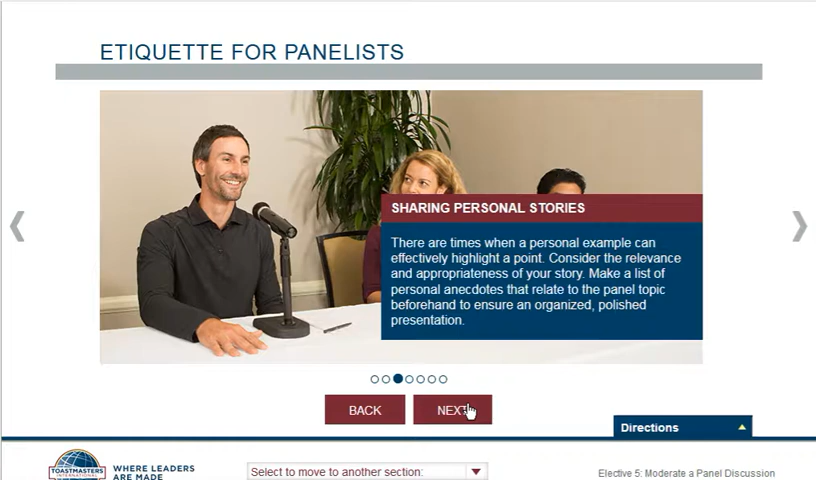 ETIQUETTE FOR PANELISTS
SHARING PERSONAL STORIES
There are times when a personal example can
effectively highlight a point. Consider the relevance
and appropriateness of your story. Make a list of
personal anecdotes that relate to the panel topic
beforehand to ensure an organized, polished
presentation.
BACK
NEXT
Directions
TOASTMASTERS
INTERNATIONAL
WHERE LEADERS
ARE MADE
Select to move to another section:
Elective 5: Moderate a Panel Discussion